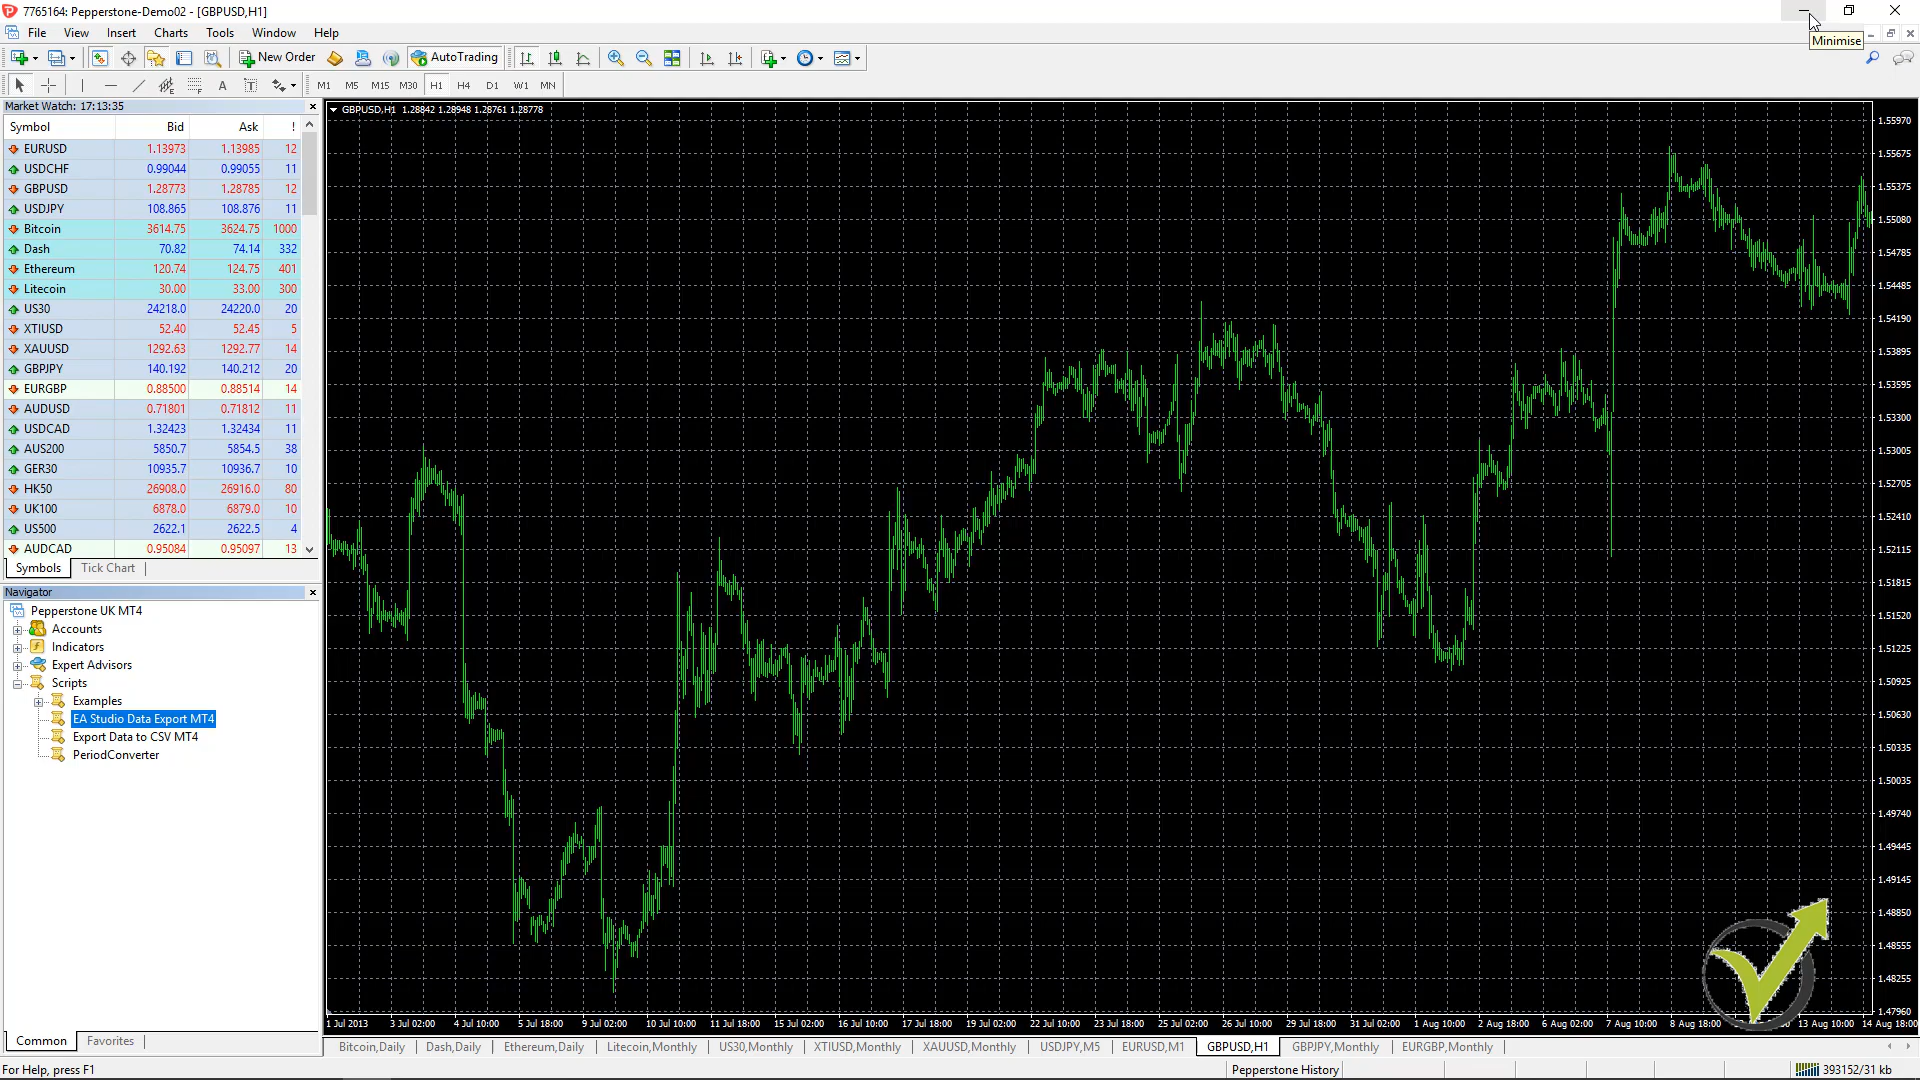 7765164: Pepperstone-Demo02 - [GBPUSD,H1]
File View Insert Charts Tools Window Help
Minimise
New Order AutoTrading
A T M1 M5 M15 M30 H1 H4 D1 W1 MN
Market Watch: 17:13:35
Symbol Bid Ask !
EURUSD 1.13973 1.13985 12
USDCHF 0.99044 0.99055 11
GBPUSD 1.28773 1.28785 12
USDJPY 108.865 108.876 11
Bitcoin 3614.75 3624.75 1000
Dash 70.82 74.14 332
Ethereum 120.74 124.75 401
Litecoin 30.00 33.00 300
US30 24218.0 24220.0 20
XTIUSD 52.40 52.45 5
XAUUSD 1292.63 1292.77 14
GBPJPY 140.192 140.212 20
EURGBP 0.88500 0.88514 14
AUDUSD 0.71801 0.71812 11
USDCAD 1.32423 1.32434 11
AUS200 5850.7 5854.5 38
GER30 10935.7 10936.7 10
HK50 26908.0 26916.0 80
UK100 6878.0 6879.0 10
US500 2622.1 2622.5 4
AUDCAD 0.95084 0.95097 13
Symbols Tick Chart
Navigator
Pepperstone UK MT4
Accounts
Indicators
Expert Advisors
Scripts
Examples
EA Studio Data Export MT4
Export Data to CSV MT4
PeriodConverter
Common Favorites
GBPUSD,H1 1.28842 1.28948 1.28761 1.28778
1.55970
1.55675
1.55375
1.55080
1.54785
1.54485
1.54190
1.53895
1.53595
1.53300
1.53005
1.52705
1.52410
1.52115
1.51815
1.51520
1.51225
1.50925
1.50630
1.50335
1.50035
1.49740
1.49445
1.49145
1.48850
1.48555
1.48255
1.47960
1 Jul 2013 3 Jul 02:00 4 Jul 10:00 5 Jul 18:00 9 Jul 02:00 10 Jul 10:00 11 Jul 18:00 15 Jul 02:00 16 Jul 10:00 17 Jul 18:00 19 Jul 02:00 22 Jul 10:00 23 Jul 18:00 25 Jul 02:00 26 Jul 10:00 29 Jul 18:00 31 Jul 02:00 1 Aug 10:00 2 Aug 18:00 6 Aug 02:00 7 Aug 10:00 8 Aug 18:00 13 Aug 10:00 14 Aug 18:00
Bitcoin,Daily Dash,Daily Ethereum,Daily Litecoin,Monthly US30,Monthly XTIUSD,Monthly XAUUSD,Monthly USDJPY,M5 EURUSD,M1 GBPUSD,H1 GBPJPY,Monthly EURGBP,Monthly
For Help, press F1 Pepperstone History 393152/31 kb